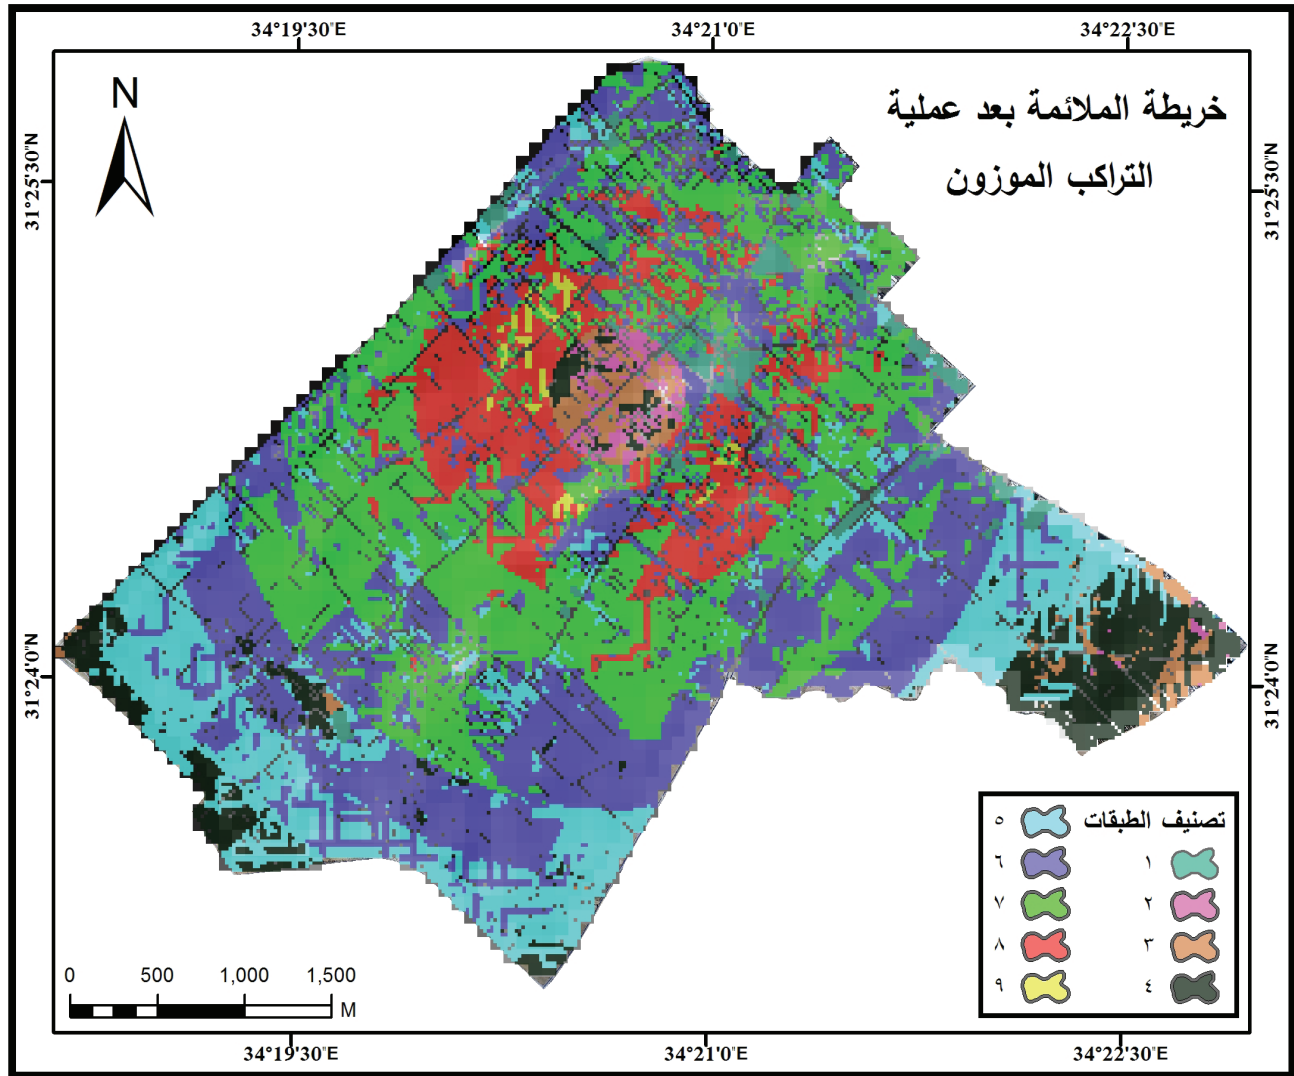 34°19'30"E
34°21'0"E
34°22'30"E
N
خريطة الملائمة بعد عملية
التراكب الموزون
31°25'30"N
31°25'30"N
31°24'0"N
31°24'0"N
تصنيف الطبقات
١
٢
٣
٤
٥
٦
٧
٨
٩
0 500 1,000 1,500
M
34°19'30"E
34°21'0"E
34°22'30"E